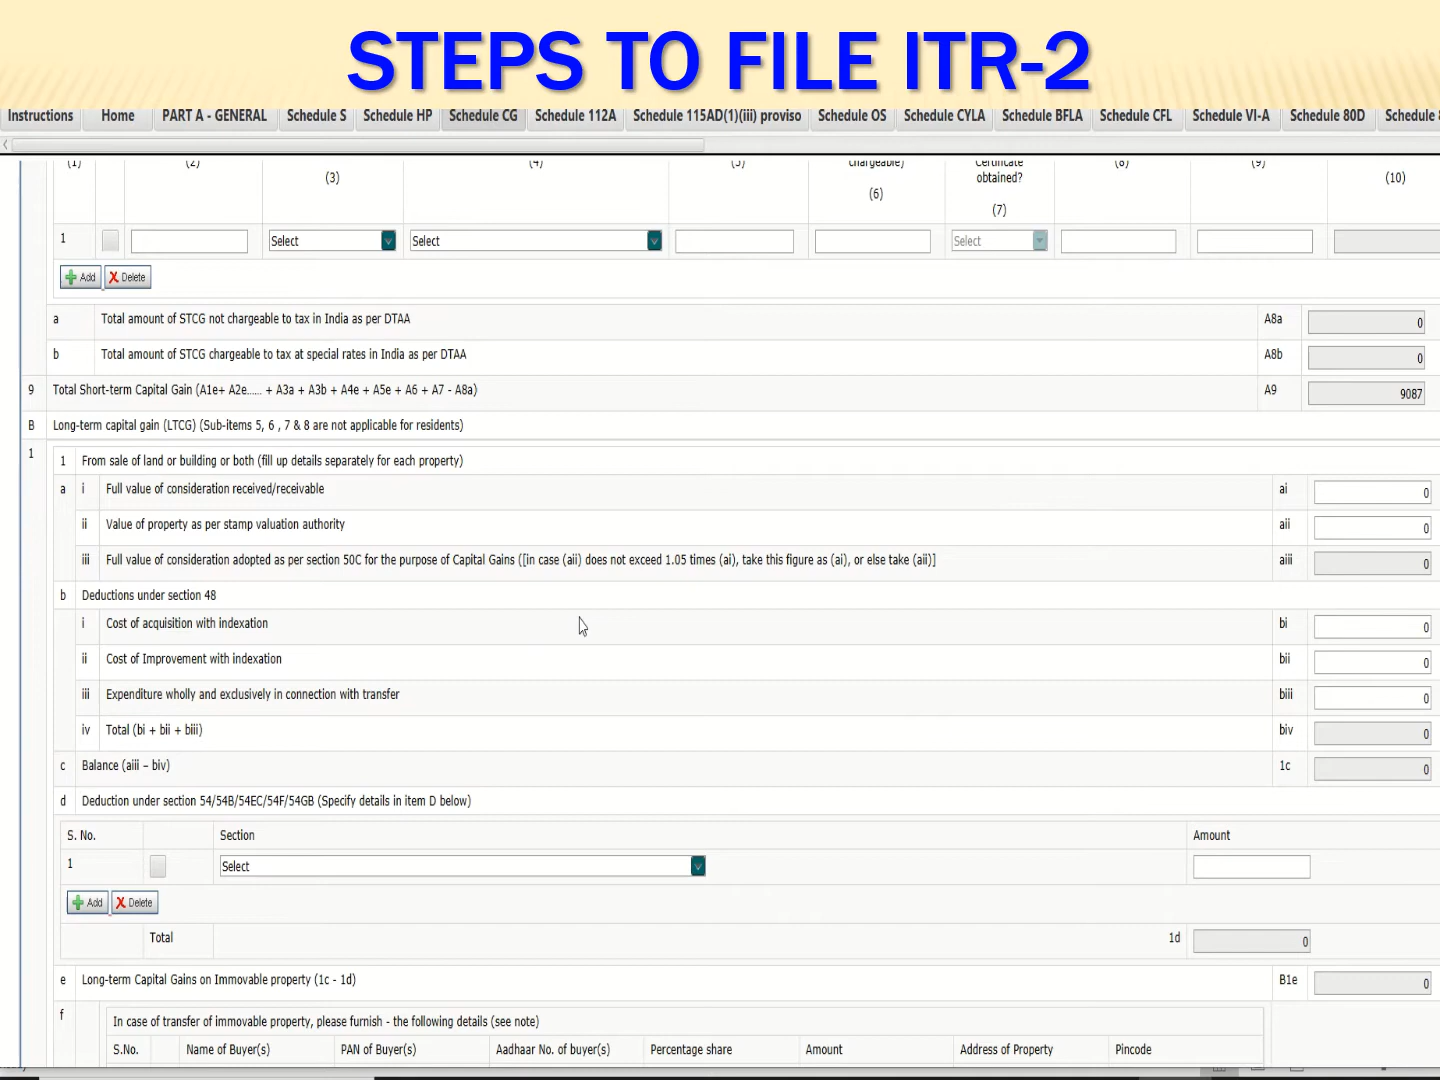 STEPS TO FILE ITR-2
Instructions Home PART A - GENERAL Schedule S Schedule HP Schedule CG Schedule 112A Schedule 115AD(1)(iii) proviso Schedule OS Schedule CYLA Schedule BFLA Schedule CFL Schedule VI-A Schedule 80D Schedule
(1) (2) (3) (4) (5) chargeable) (6) Certificate obtained? (7) (8) (9) (10)
1 Select Select Select
Add Delete
a Total amount of STCG not chargeable to tax in India as per DTAA A8a 0
b Total amount of STCG chargeable to tax at special rates in India as per DTAA A8b 0
9 Total Short-term Capital Gain (A1e+ A2e...... + A3a + A3b + A4e + A5e + A6 + A7 - A8a) A9 9087
B Long-term capital gain (LTCG) (Sub-items 5, 6 , 7 & 8 are not applicable for residents)
1 1 From sale of land or building or both (fill up details separately for each property)
a i Full value of consideration received/receivable ai 0
ii Value of property as per stamp valuation authority aii 0
iii Full value of consideration adopted as per section 50C for the purpose of Capital Gains ([in case (aii) does not exceed 1.05 times (ai), take this figure as (ai), or else take (aii)] aiii 0
b Deductions under section 48
i Cost of acquisition with indexation bi 0
ii Cost of Improvement with indexation bii 0
iii Expenditure wholly and exclusively in connection with transfer biii 0
iv Total (bi + bii + biii) biv 0
c Balance (aiii – biv) 1c 0
d Deduction under section 54/54B/54EC/54F/54GB (Specify details in item D below)
S. No. Section Amount
1 Select
Add Delete
Total 1d 0
e Long-term Capital Gains on Immovable property (1c - 1d) B1e 0
f In case of transfer of immovable property, please furnish - the following details (see note)
S.No. Name of Buyer(s) PAN of Buyer(s) Aadhaar No. of buyer(s) Percentage share Amount Address of Property Pincode